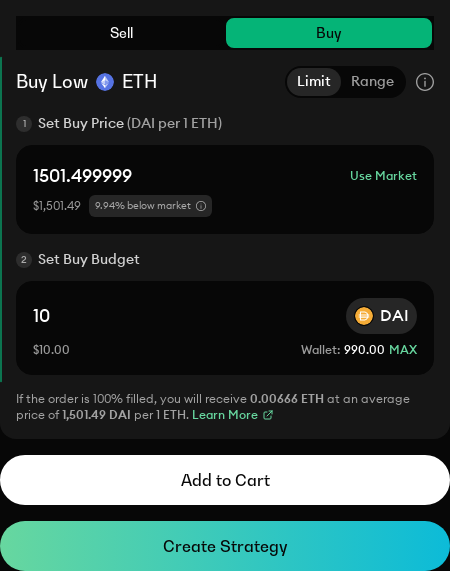 Sell
Buy
Buy Low ETH
Limit
Range
1 Set Buy Price (DAI per 1 ETH)
1501.499999
Use Market
$1,501.49
9.94% below market
2 Set Buy Budget
10
DAI
$10.00
Wallet: 990.00 MAX
If the order is 100% filled, you will receive 0.00666 ETH at an average
price of 1,501.49 DAI per 1 ETH. Learn More
Add to Cart
Create Strategy